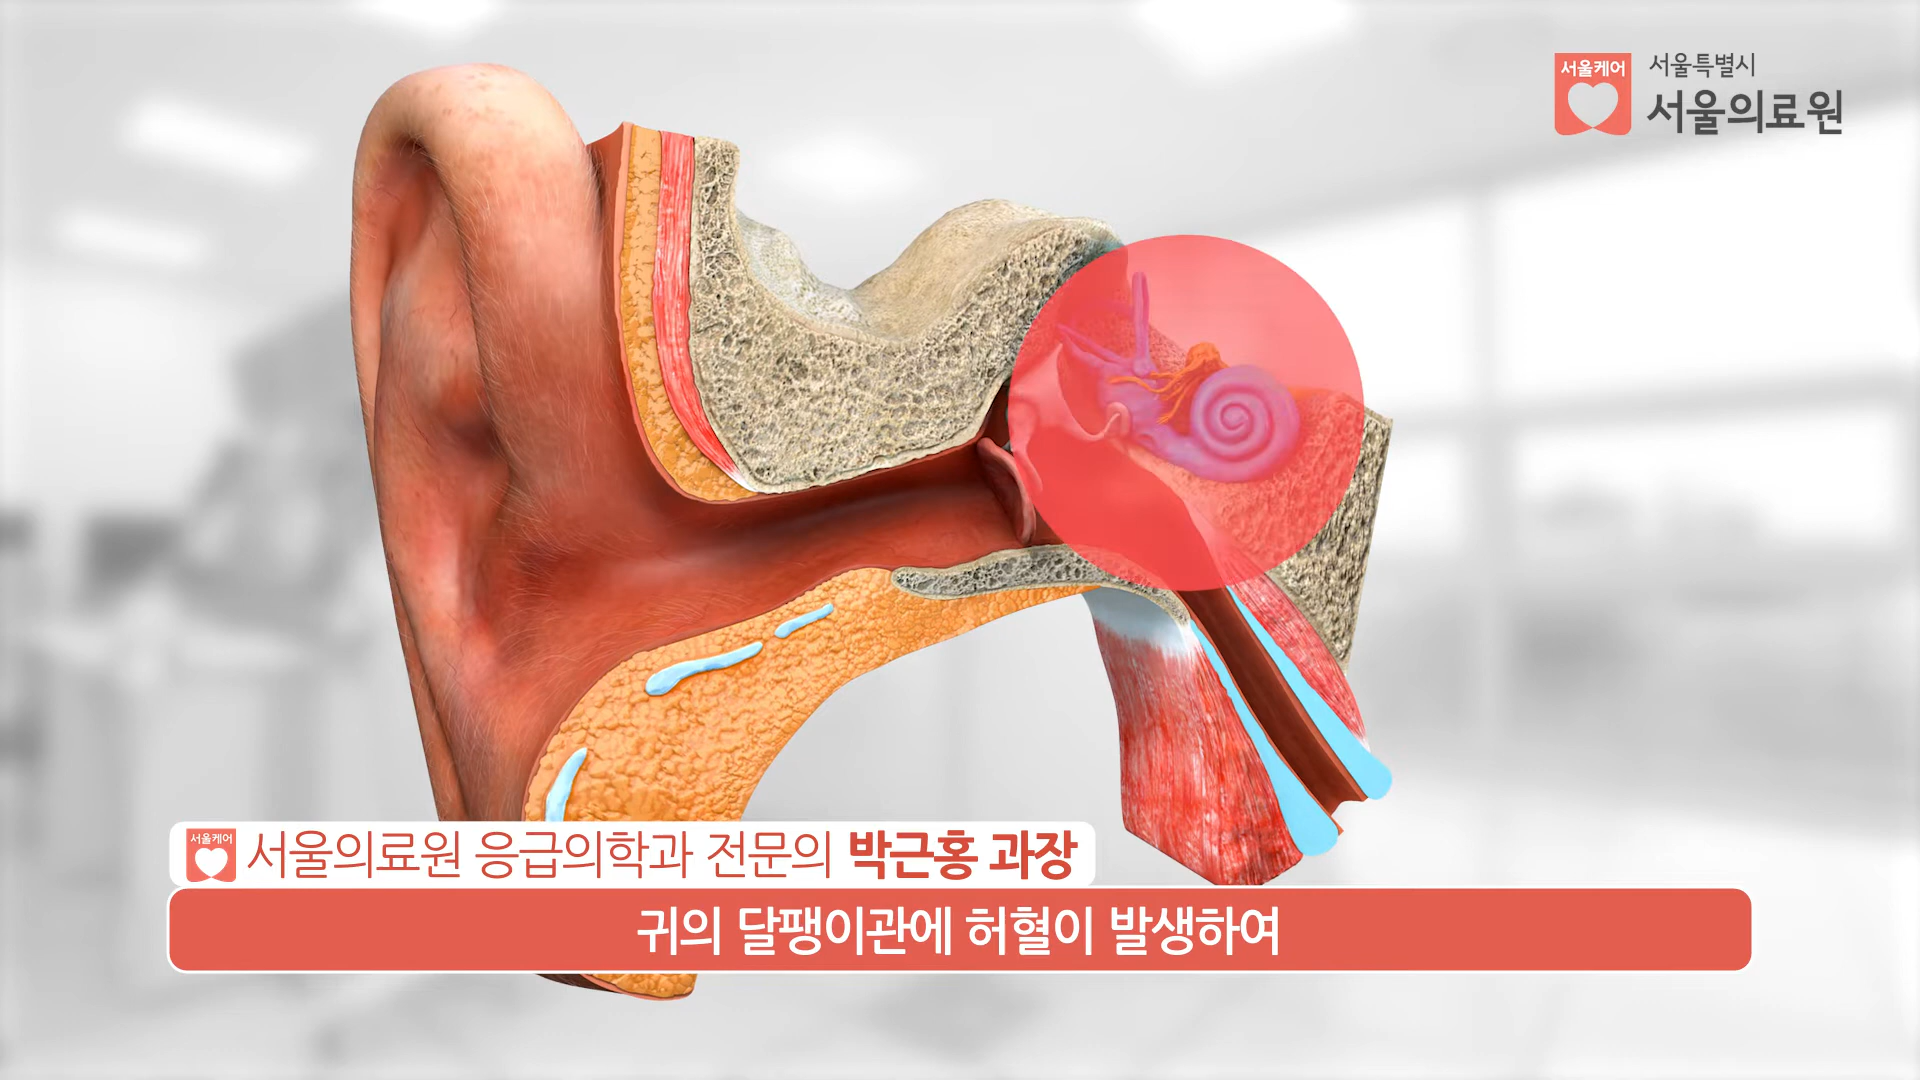 서울케어
서울특별시
서울의료원
서울케어
서울의료원 응급의학과 전문의 박근홍 과장
귀의 달팽이관에 허혈이 발생하여